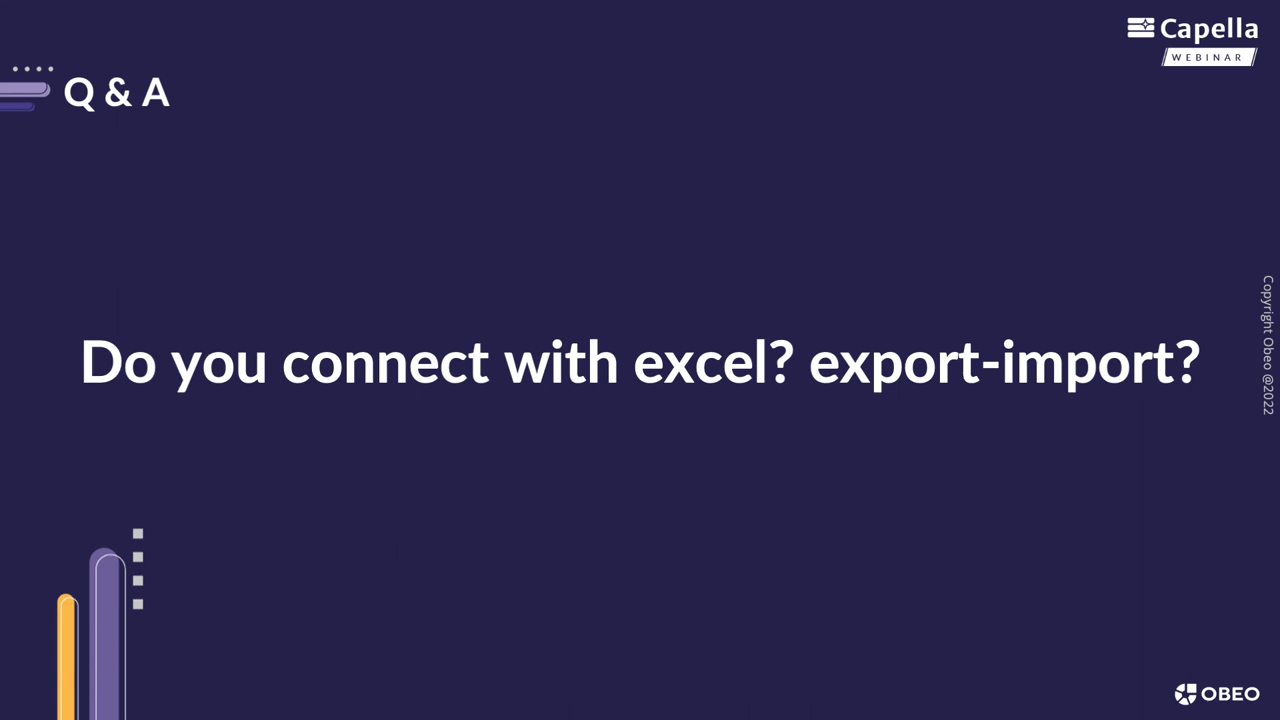 Capella
WEBINAR
Q & A
Do you connect with excel? export-import?
Copyright Obeo @2022
OBEO